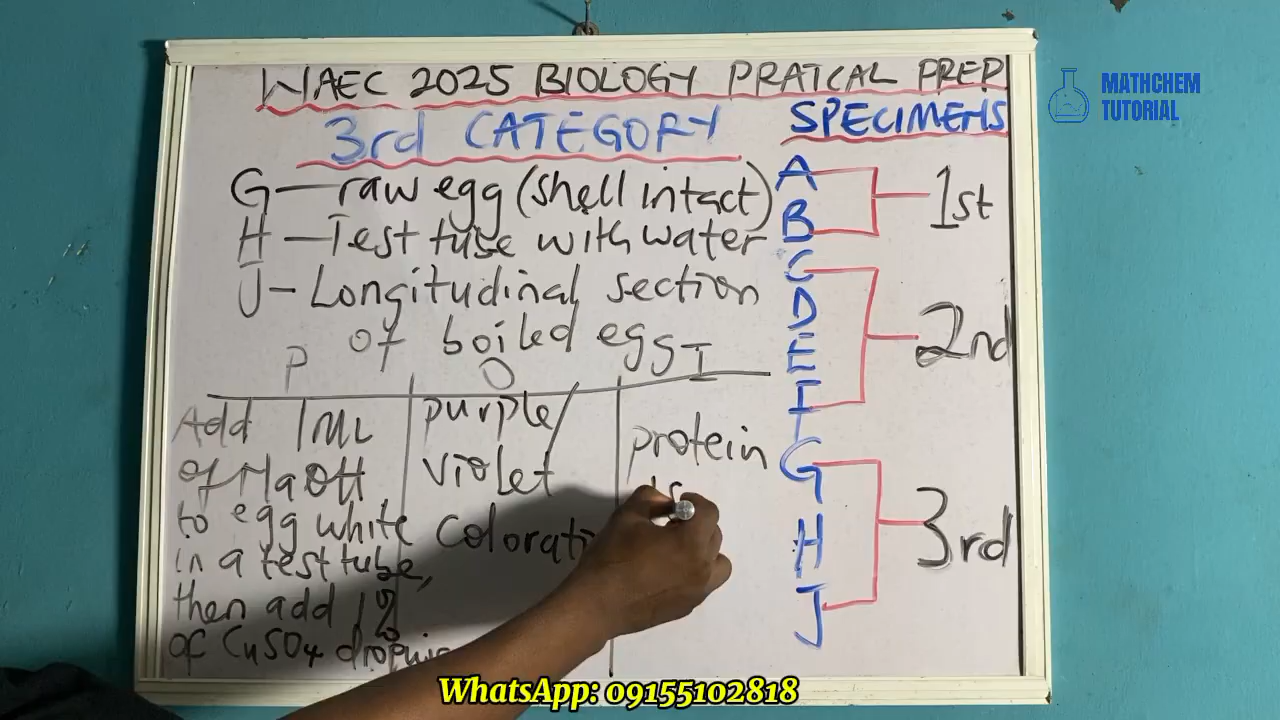 WAEC 2025 BIOLOGY PRATICAL PREP
3rd CATEGORY
G — raw egg (shell intact)
H — Test tube with water
J - Longitudinal section
of boiled egg
P O I
Add 1ML
of NaOH
to egg white
in a test tube,
then add 1%
of CuSO4
purple/
violet
colorati
protein
is
SPECIMENS
A
B
1st
C
D
E
F
2nd
G
H
J
3rd
MATHCHEM
TUTORIAL
WhatsApp: 09155102818